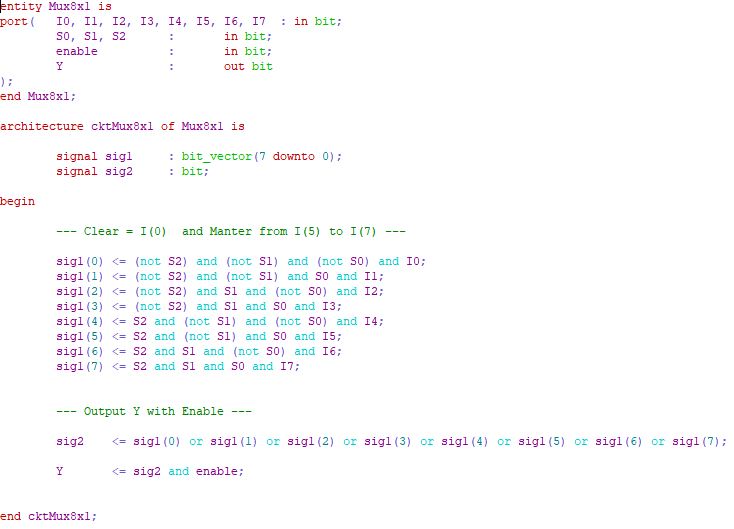 entity Mux8x1 is
port(   I0, I1, I2, I3, I4, I5, I6, I7  : in bit;
        S0, S1, S2      :       in bit;
        enable          :       in bit;
        Y               :       out bit
);
end Mux8x1;
architecture cktMux8x1 of Mux8x1 is
        signal sig1     : bit_vector(7 downto 0);
        signal sig2     : bit;
begin
        --- Clear = I(0)  and Manter from I(5) to I(7) ---
        sig1(0) <= (not S2) and (not S1) and (not S0) and I0;
        sig1(1) <= (not S2) and (not S1) and S0 and I1;
        sig1(2) <= (not S2) and S1 and (not S0) and I2;
        sig1(3) <= (not S2) and S1 and S0 and I3;
        sig1(4) <= S2 and (not S1) and (not S0) and I4;
        sig1(5) <= S2 and (not S1) and S0 and I5;
        sig1(6) <= S2 and S1 and (not S0) and I6;
        sig1(7) <= S2 and S1 and S0 and I7;
        --- Output Y with Enable ---
        sig2    <= sig1(0) or sig1(1) or sig1(2) or sig1(3) or sig1(4) or sig1(5) or sig1(6) or sig1(7);
        Y       <= sig2 and enable;
end cktMux8x1;